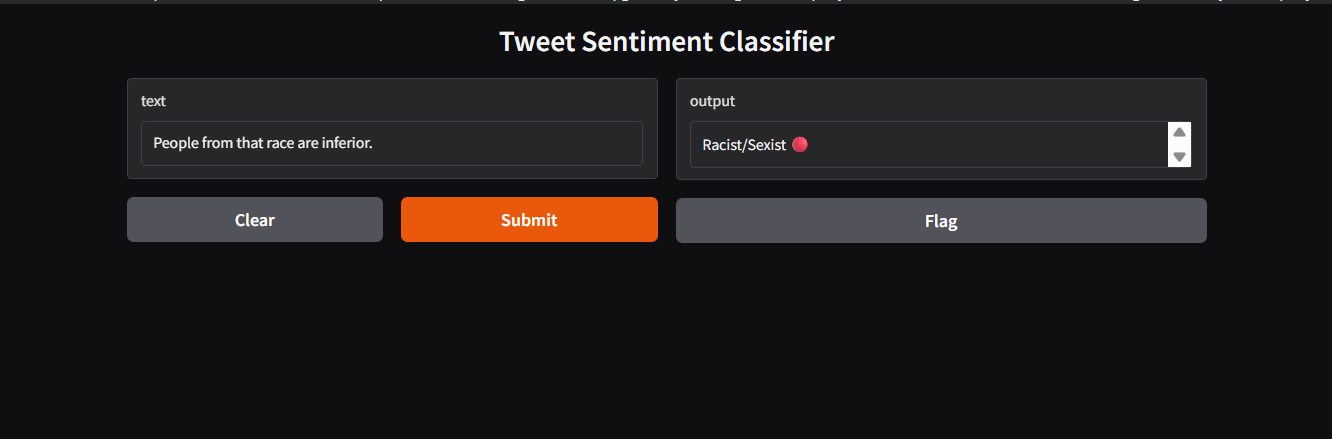 Tweet Sentiment Classifier
text
People from that race are inferior.
output
Racist/Sexist 🔴
Clear
Submit
Flag